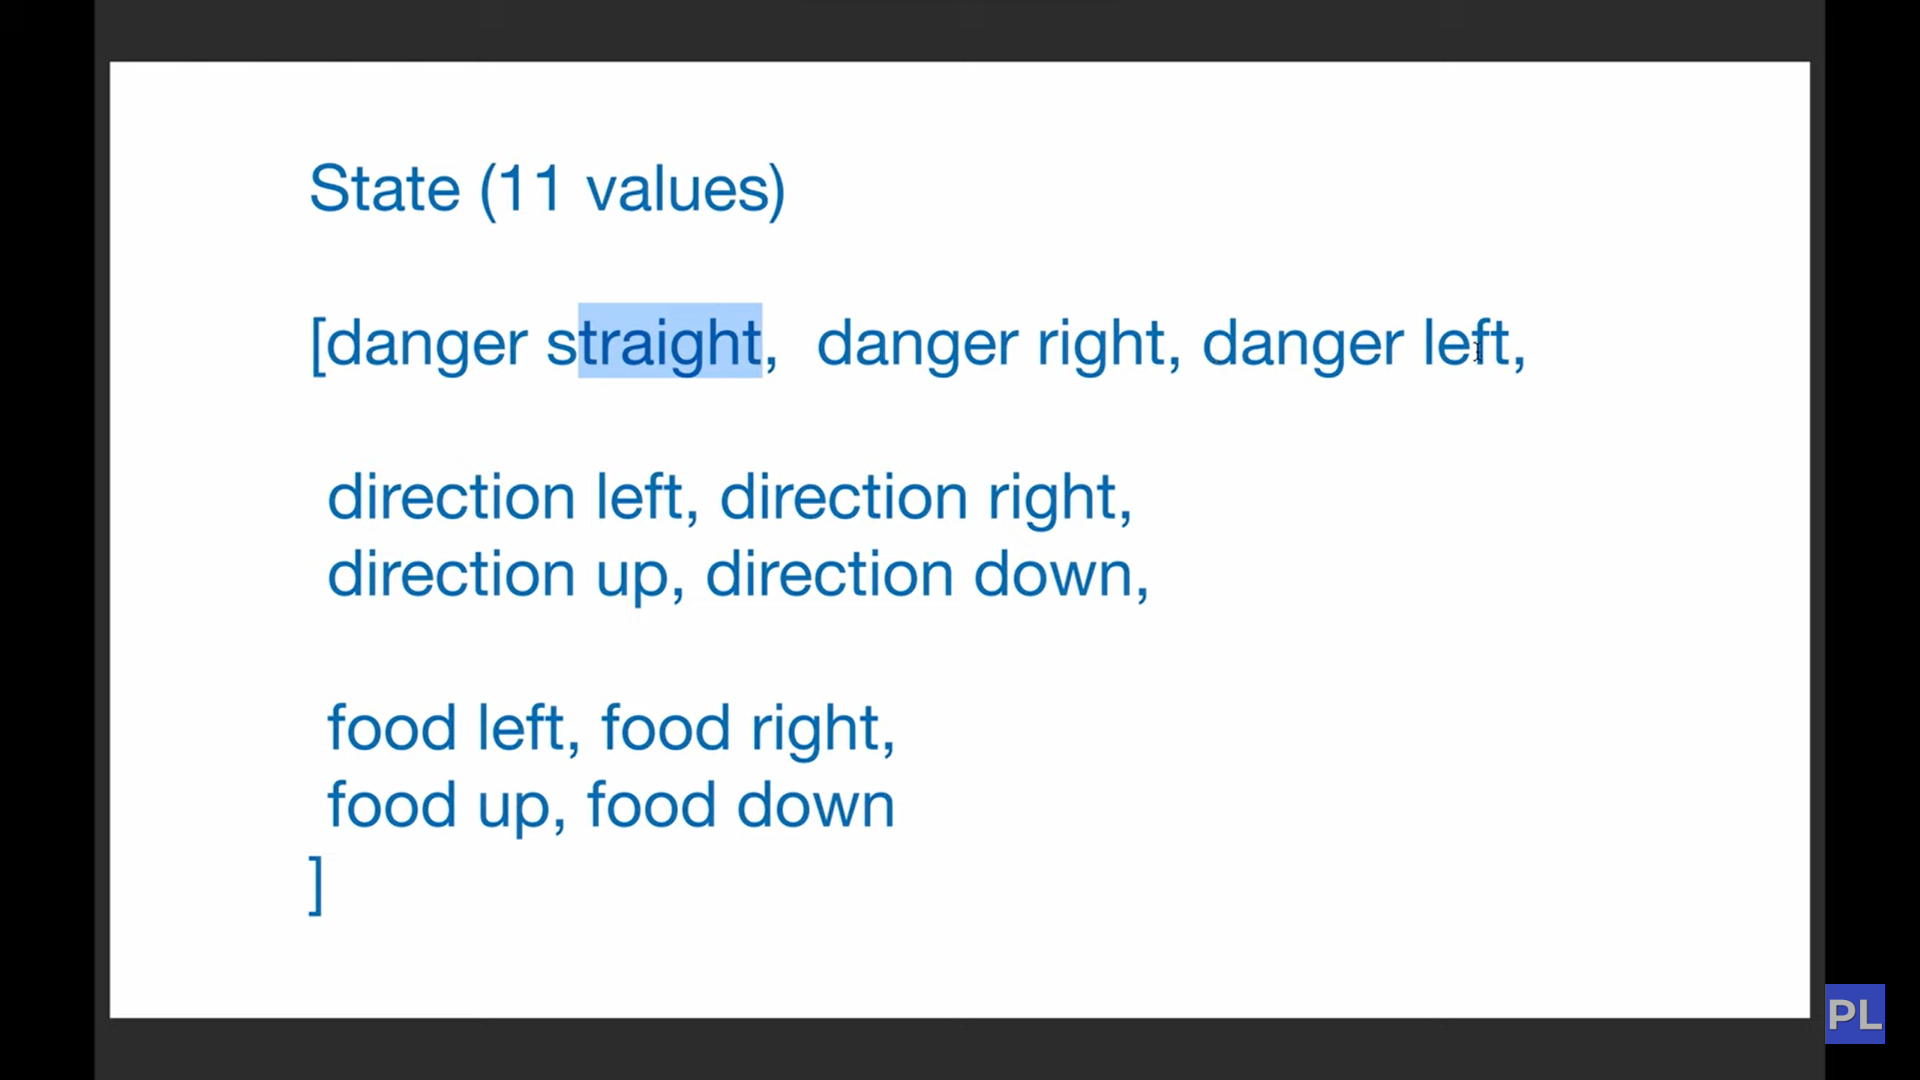 State (11 values)
[danger straight,  danger right, danger left,
direction left, direction right,
direction up, direction down,
food left, food right,
food up, food down
]
PL